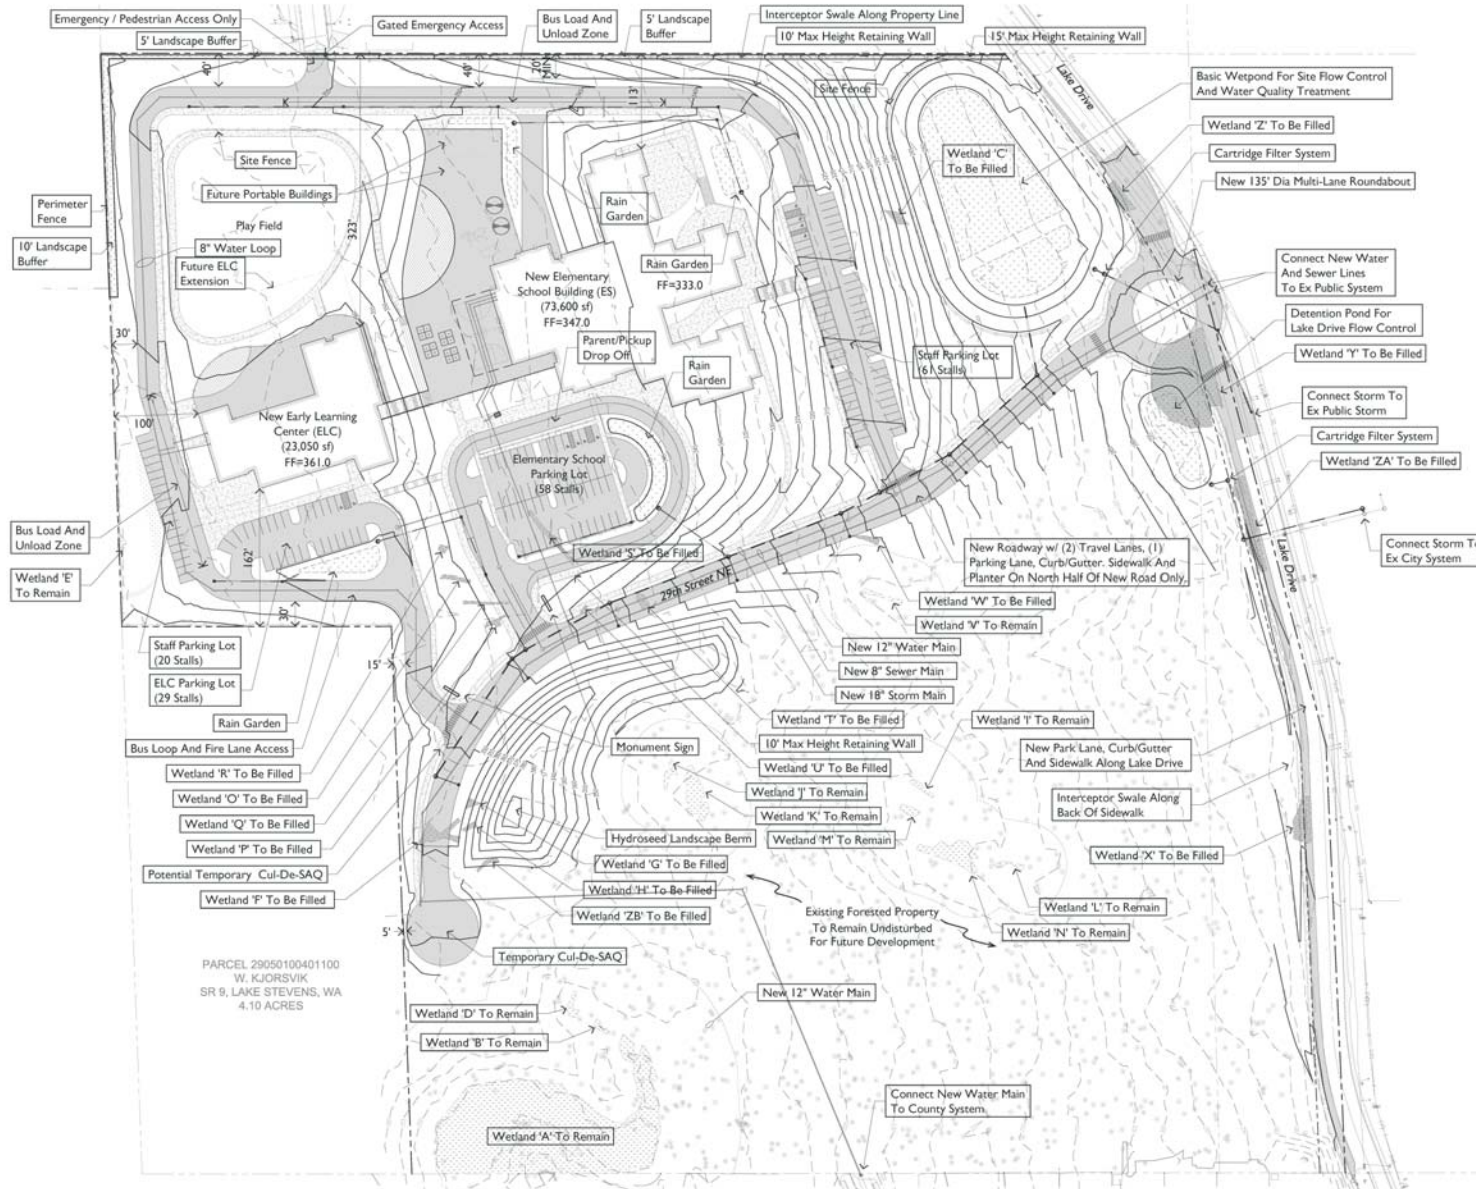 Emergency / Pedestrian Access Only
Gated Emergency Access
Bus Load And
Unload Zone
5' Landscape
Buffer
Interceptor Swale Along Property Line
5' Landscape Buffer
10' Max Height Retaining Wall
15' Max Height Retaining Wall
40'
40'
20'
MIN
113'
Lake Drive
Basic Wetpond For Site Flow Control
And Water Quality Treatment
Site Fence
Wetland 'Z' To Be Filled
Cartridge Filter System
New 135' Dia Multi-Lane Roundabout
Wetland 'C'
To Be Filled
Site Fence
Future Portable Buildings
Perimeter
Fence
Play Field
Rain
Garden
323'
10' Landscape
Buffer
8" Water Loop
Future ELC
Extension
Rain Garden
FF=333.0
New Elementary
School Building (ES)
(73,600 sf)
FF=347.0
Connect New Water
And Sewer Lines
To Ex Public System
Detention Pond For
Lake Drive Flow Control
30'
Parent/Pickup
Drop Off
Rain
Garden
Staff Parking Lot
(61 Stalls)
Wetland 'Y' To Be Filled
100'
New Early Learning
Center (ELC)
(23,050 sf)
FF=361.0
Connect Storm To
Ex Public Storm
Cartridge Filter System
Elementary School
Parking Lot
(58 Stalls)
Wetland 'ZA' To Be Filled
Bus Load And
Unload Zone
162'
Wetland 'S' To Be Filled
New Roadway w/ (2) Travel Lanes, (1)
Parking Lane, Curb/Gutter. Sidewalk And
Planter On North Half Of New Road Only.
Lake Drive
Connect Storm To
Ex City System
Wetland 'E'
To Remain
29th Street NE
30'
Wetland 'W' To Be Filled
Wetland 'V' To Remain
Staff Parking Lot
(20 Stalls)
15'
New 12" Water Main
New 8" Sewer Main
New 18" Storm Main
ELC Parking Lot
(29 Stalls)
Rain Garden
Wetland 'T' To Be Filled
Wetland 'I' To Remain
Bus Loop And Fire Lane Access
Monument Sign
10' Max Height Retaining Wall
New Park Lane, Curb/Gutter
And Sidewalk Along Lake Drive
Wetland 'R' To Be Filled
Wetland 'U' To Be Filled
Wetland 'O' To Be Filled
Wetland 'J' To Remain
Interceptor Swale Along
Back Of Sidewalk
Wetland 'Q' To Be Filled
Wetland 'K' To Remain
Wetland 'P' To Be Filled
Hydroseed Landscape Berm
Wetland 'M' To Remain
Wetland 'X' To Be Filled
Potential Temporary Cul-De-SAQ
Wetland 'G' To Be Filled
Wetland 'F' To Be Filled
Wetland 'H' To Be Filled
Wetland 'L' To Remain
Wetland 'ZB' To Be Filled
Existing Forested Property
To Remain Undisturbed
For Future Development
Wetland 'N' To Remain
5'
Temporary Cul-De-SAQ
PARCEL 29050100401100
W. KJORSVIK
SR 9, LAKE STEVENS, WA
4.10 ACRES
New 12" Water Main
Wetland 'D' To Remain
Wetland 'B' To Remain
Connect New Water Main
To County System
Wetland 'A' To Remain